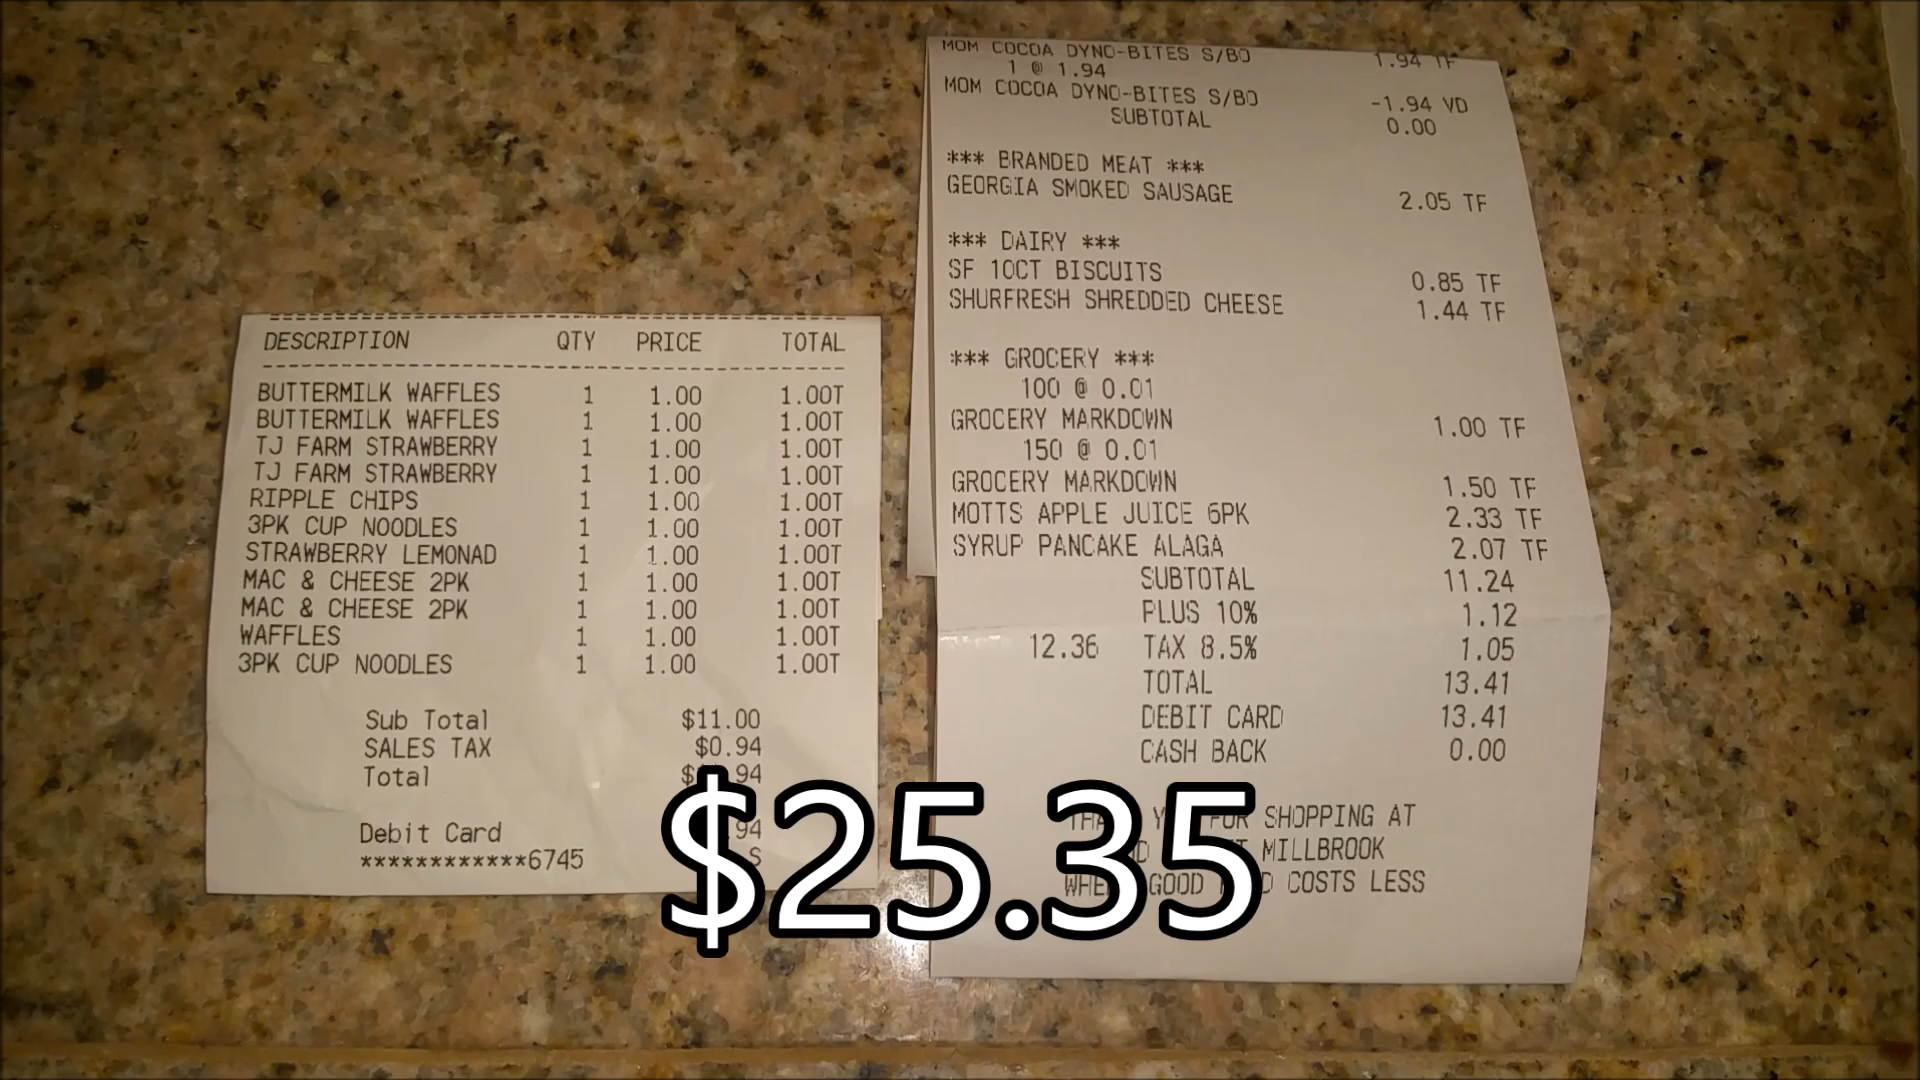 DESCRIPTION QTY PRICE TOTAL
BUTTERMILK WAFFLES 1 1.00 1.00T
BUTTERMILK WAFFLES 1 1.00 1.00T
TJ FARM STRAWBERRY 1 1.00 1.00T
TJ FARM STRAWBERRY 1 1.00 1.00T
RIPPLE CHIPS 1 1.00 1.00T
3PK CUP NOODLES 1 1.00 1.00T
STRAWBERRY LEMONAD 1 1.00 1.00T
MAC & CHEESE 2PK 1 1.00 1.00T
MAC & CHEESE 2PK 1 1.00 1.00T
WAFFLES 1 1.00 1.00T
3PK CUP NOODLES 1 1.00 1.00T
Sub Total $11.00
SALES TAX $0.94
Total .94
Debit Card .94
************6745 S
MOM COCOA DYNO-BITES S/BO 1.94 TF
1 @ 1.94
MOM COCOA DYNO-BITES S/BO -1.94 VD
SUBTOTAL 0.00
*** BRANDED MEAT ***
GEORGIA SMOKED SAUSAGE 2.05 TF
*** DAIRY ***
SF 10CT BISCUITS 0.85 TF
SHURFRESH SHREDDED CHEESE 1.44 TF
*** GROCERY ***
100 @ 0.01
GROCERY MARKDOWN 1.00 TF
150 @ 0.01
GROCERY MARKDOWN 1.50 TF
MOTTS APPLE JUICE 6PK 2.33 TF
SYRUP PANCAKE ALAGA 2.07 TF
SUBTOTAL 11.24
PLUS 10% 1.12
12.36 TAX 8.5% 1.05
TOTAL 13.41
DEBIT CARD 13.41
CASH BACK 0.00
FOR SHOPPING AT
MILLBROOK
GOOD COSTS LESS
$25.35